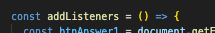 const addListeners = () => {
const btnAnswer1 = document.getE